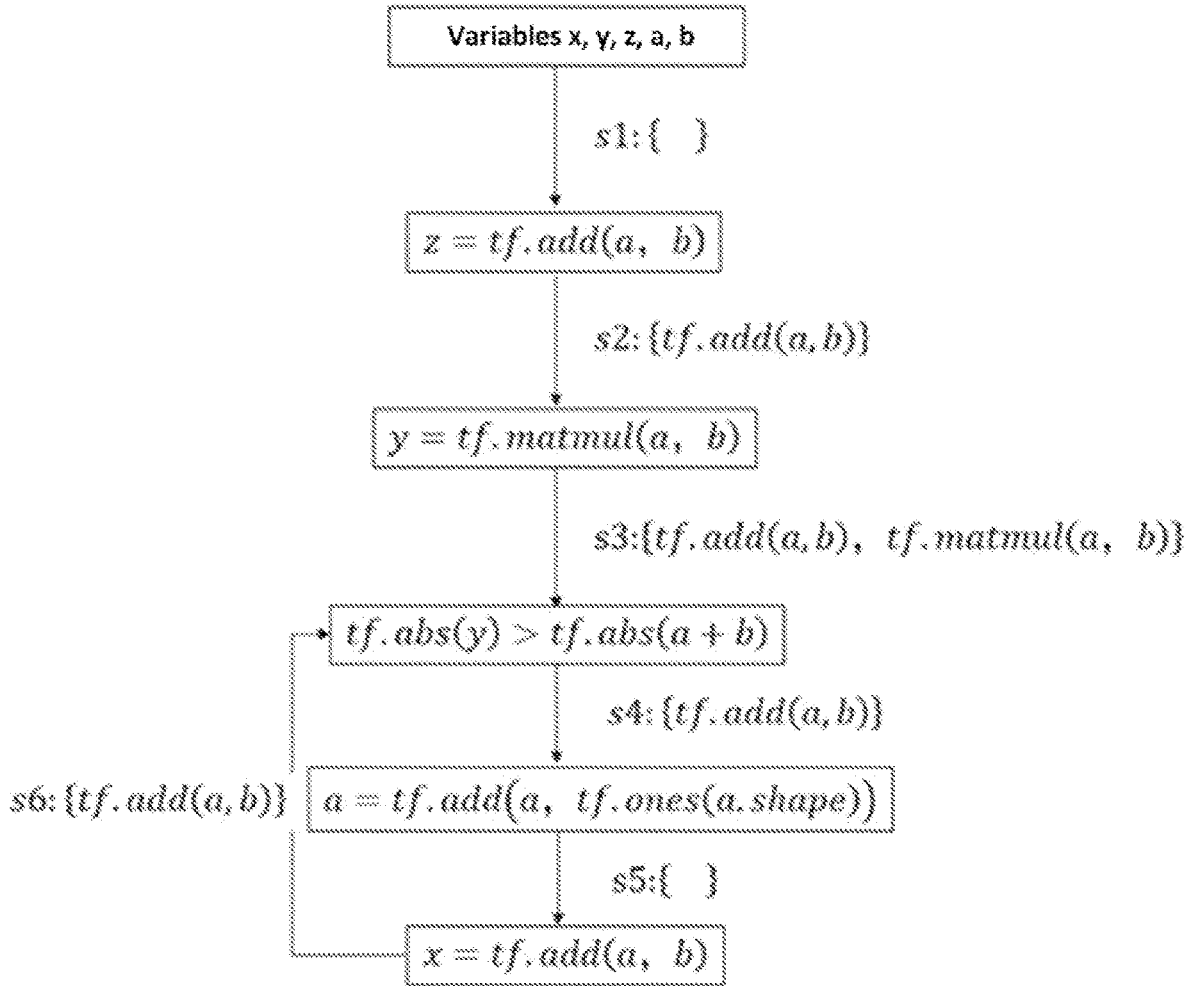 Variables x, y, z, a, b
s1:{ }
z = tf.add(a, b)
s2:{tf.add(a,b)}
y = tf.matmul(a, b)
s3:{tf.add(a,b), tf.matmul(a, b)}
tf.abs(y) > tf.abs(a + b)
s4:{tf.add(a,b)}
s6:{tf.add(a,b)}
a = tf.add(a, tf.ones(a.shape))
s5:{ }
x = tf.add(a, b)